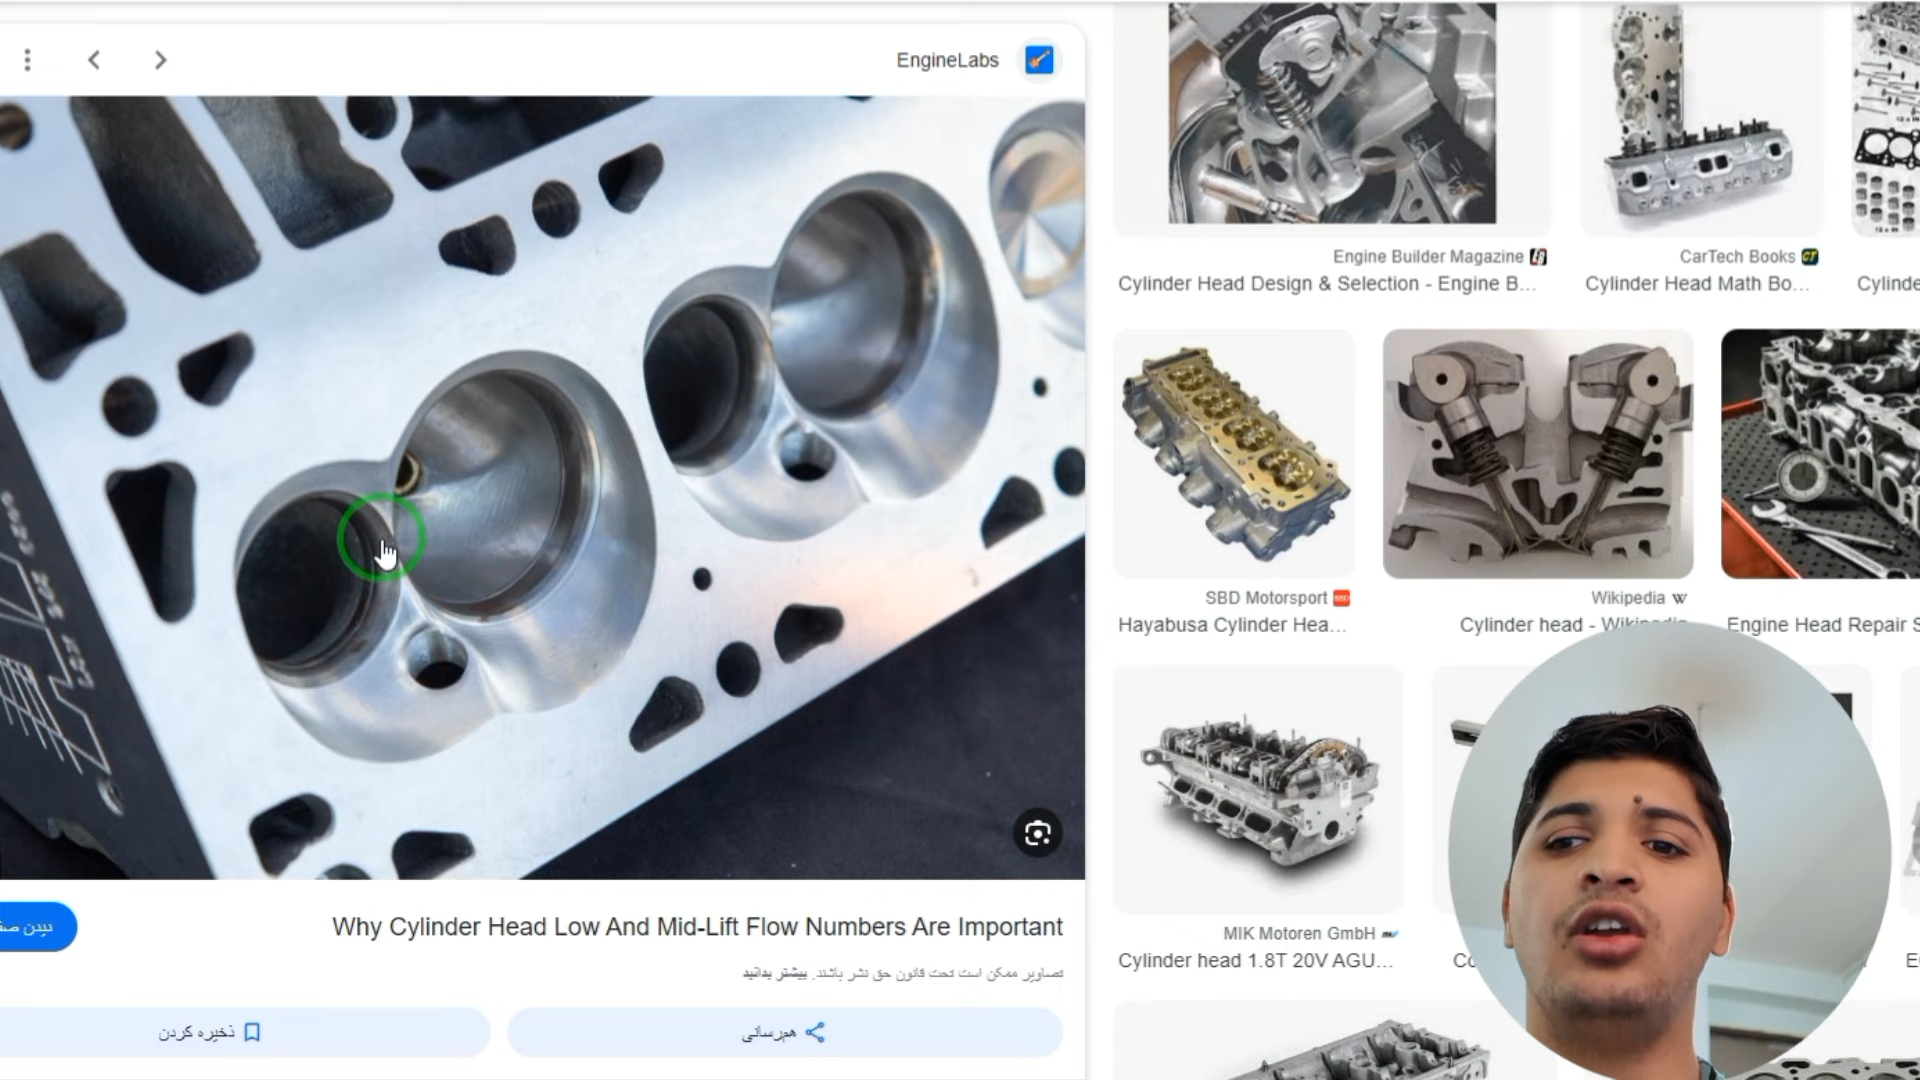 EngineLabs
Why Cylinder Head Low And Mid-Lift Flow Numbers Are Important
تصاویر ممکن است تحت قانون حق نشر باشند. بیشتر بدانید
دیدن
ذخیره کردن
هم‌رسانی
Engine Builder Magazine
Cylinder Head Design & Selection - Engine B...
CarTech Books
Cylinder Head Math Bo...
Cylinde
SBD Motorsport
Hayabusa Cylinder Hea...
Wikipedia
Cylinder head - Wikipedia
Engine Head Repair S
MIK Motoren GmbH
Cylinder head 1.8T 20V AGU...